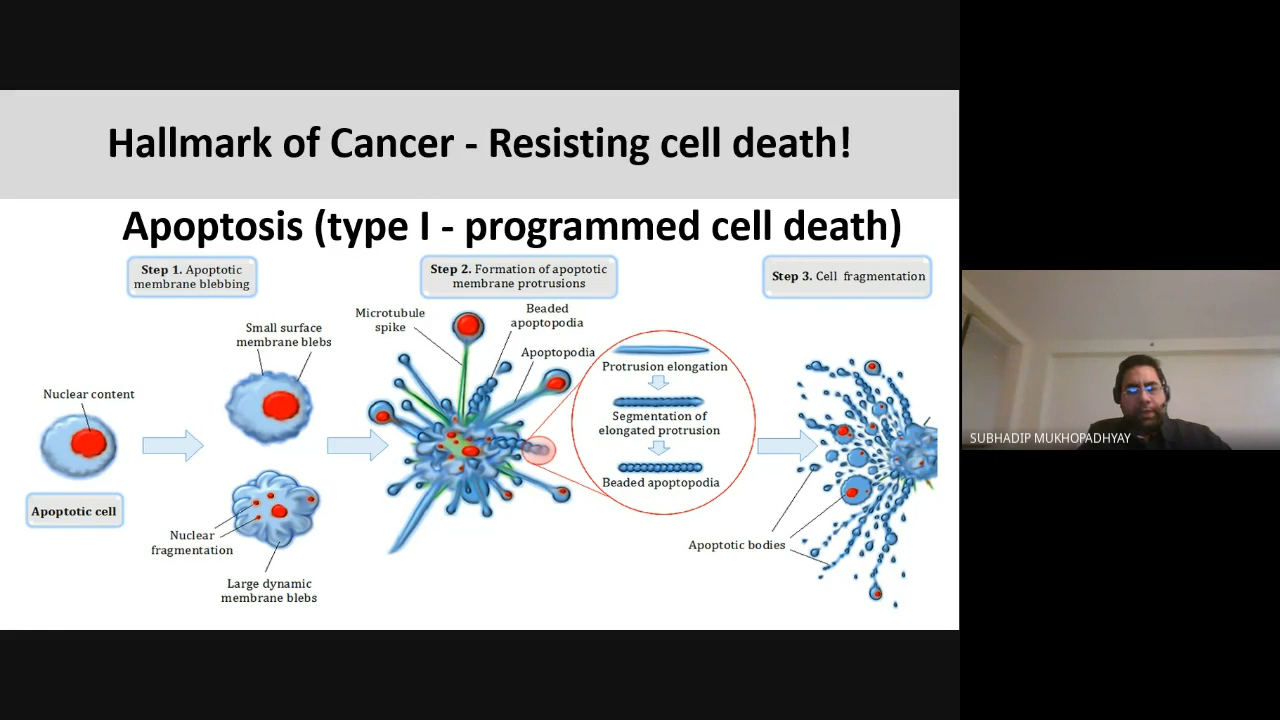 Hallmark of Cancer - Resisting cell death!
Apoptosis (type I - programmed cell death)
Step 1. Apoptotic
membrane blebbing
Step 2. Formation of apoptotic
membrane protrusions
Step 3. Cell fragmentation
Nuclear content
Apoptotic cell
Small surface
membrane blebs
Nuclear
fragmentation
Large dynamic
membrane blebs
Microtubule
spike
Beaded
apoptopodia
Apoptopodia
Protrusion elongation
Segmentation of
elongated protrusion
Beaded apoptopodia
Apoptotic bodies
SUBHADIP MUKHOPADHYAY